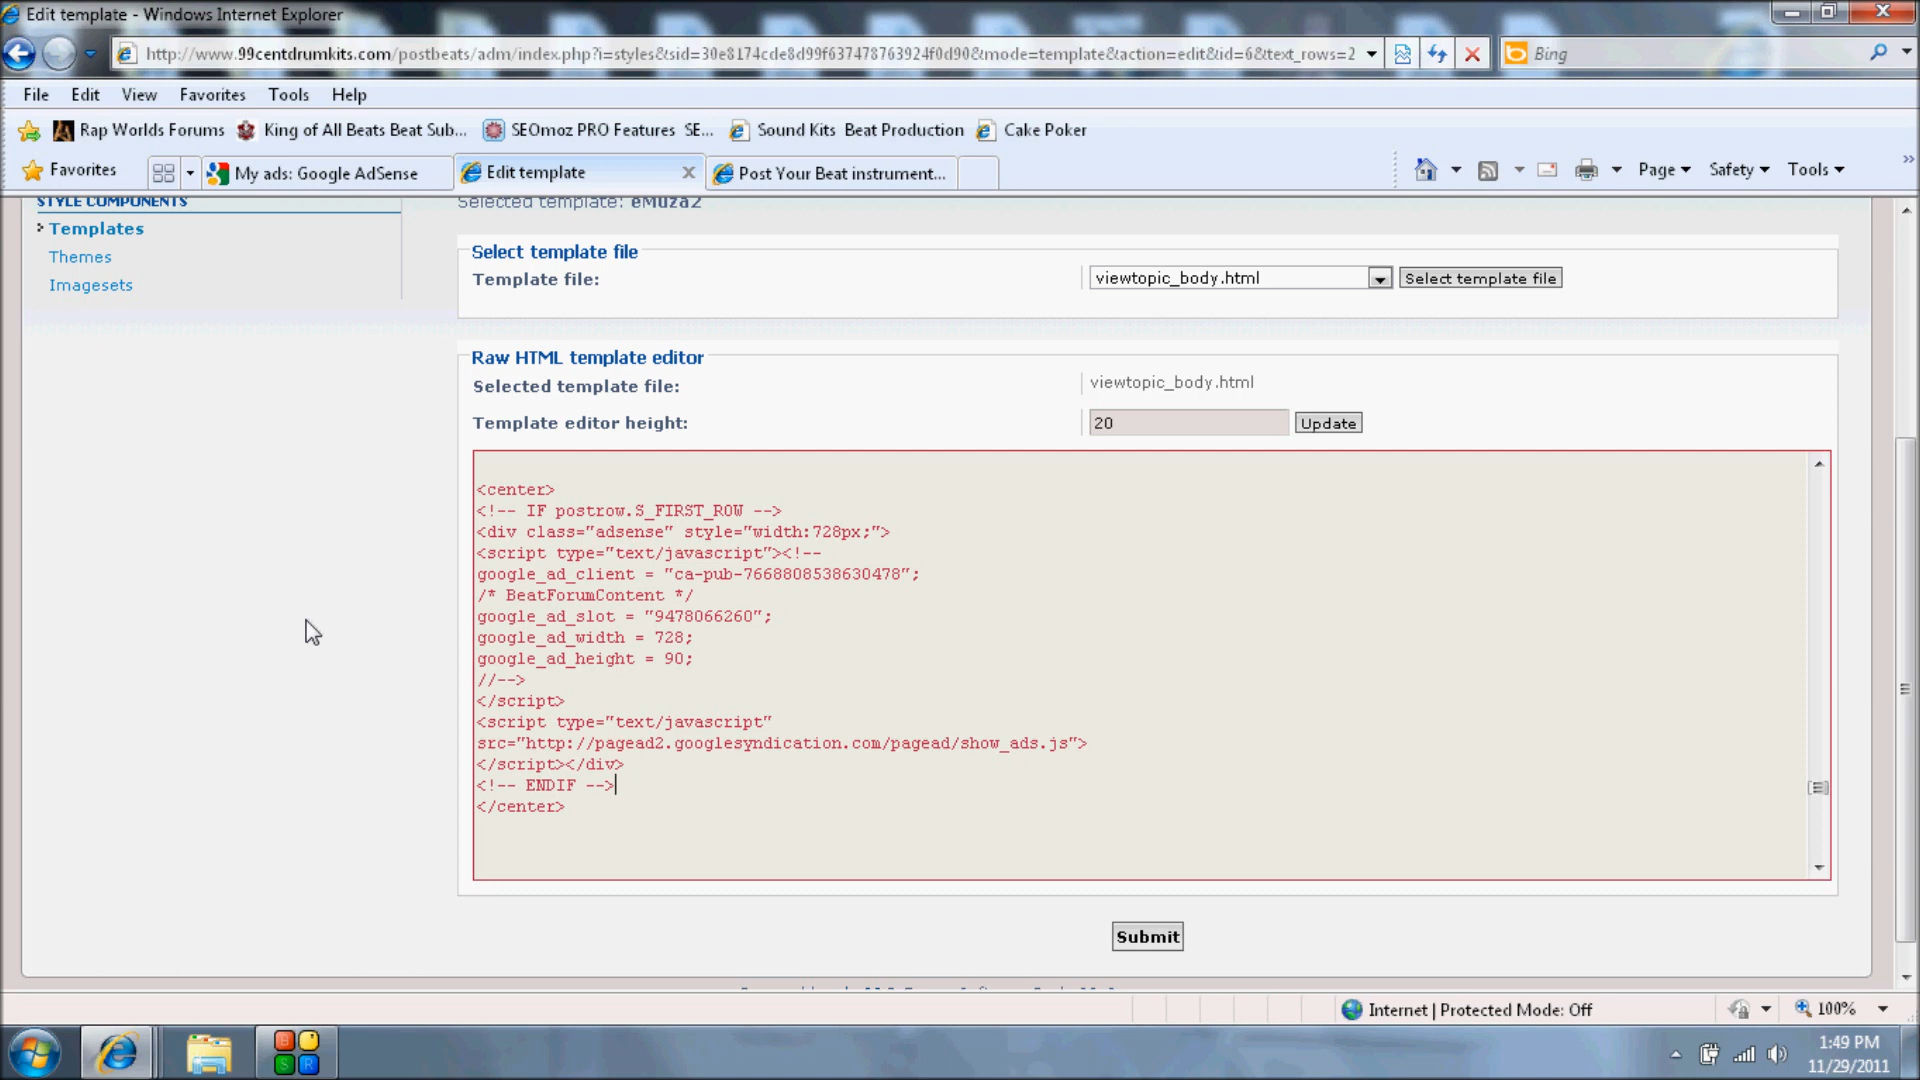 Edit template - Windows Internet Explorer
http://www.99centdrumkits.com/postbeats/adm/index.php?i=styles&sid=30e8174cde8d99f637478763924f0d90&mode=template&action=edit&id=6&text_rows=2
Bing
File Edit View Favorites Tools Help
Rap Worlds Forums King of All Beats Beat Sub... SEOmoz PRO Features SE... Sound Kits Beat Production Cake Poker
Favorites My ads: Google AdSense Edit template Post Your Beat instrument... Page Safety Tools
STYLE COMPONENTS
Selected template: eMuza2
Templates
Themes
Imagesets
Select template file
Template file: viewtopic_body.html Select template file
Raw HTML template editor
Selected template file: viewtopic_body.html
Template editor height: 20 Update
<center>
<!-- IF postrow.S_FIRST_ROW -->
<div class="adsense" style="width:728px;">
<script type="text/javascript"><!--
google_ad_client = "ca-pub-7668808538630478";
/* BeatForumContent */
google_ad_slot = "9478066260";
google_ad_width = 728;
google_ad_height = 90;
//-->
</script>
<script type="text/javascript"
src="http://pagead2.googlesyndication.com/pagead/show_ads.js">
</script></div>
<!-- ENDIF -->
</center>
Submit
Internet | Protected Mode: Off
100%
1:49 PM
11/29/2011